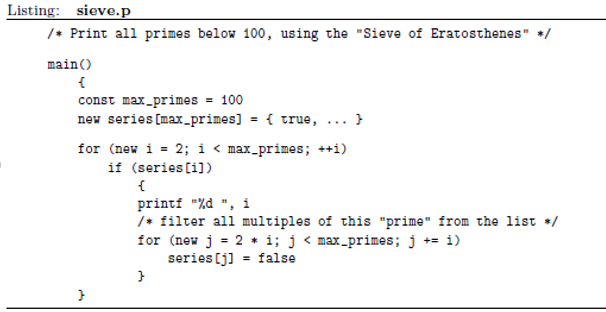 Listing: sieve.p
/* Print all primes below 100, using the "Sieve of Eratosthenes" */
main()
{
const max_primes = 100
new series[max_primes] = { true, ... }
for (new i = 2; i < max_primes; ++i)
if (series[i])
{
printf "%d ", i
/* filter all multiples of this "prime" from the list */
for (new j = 2 * i; j < max_primes; j += i)
series[j] = false
}
}